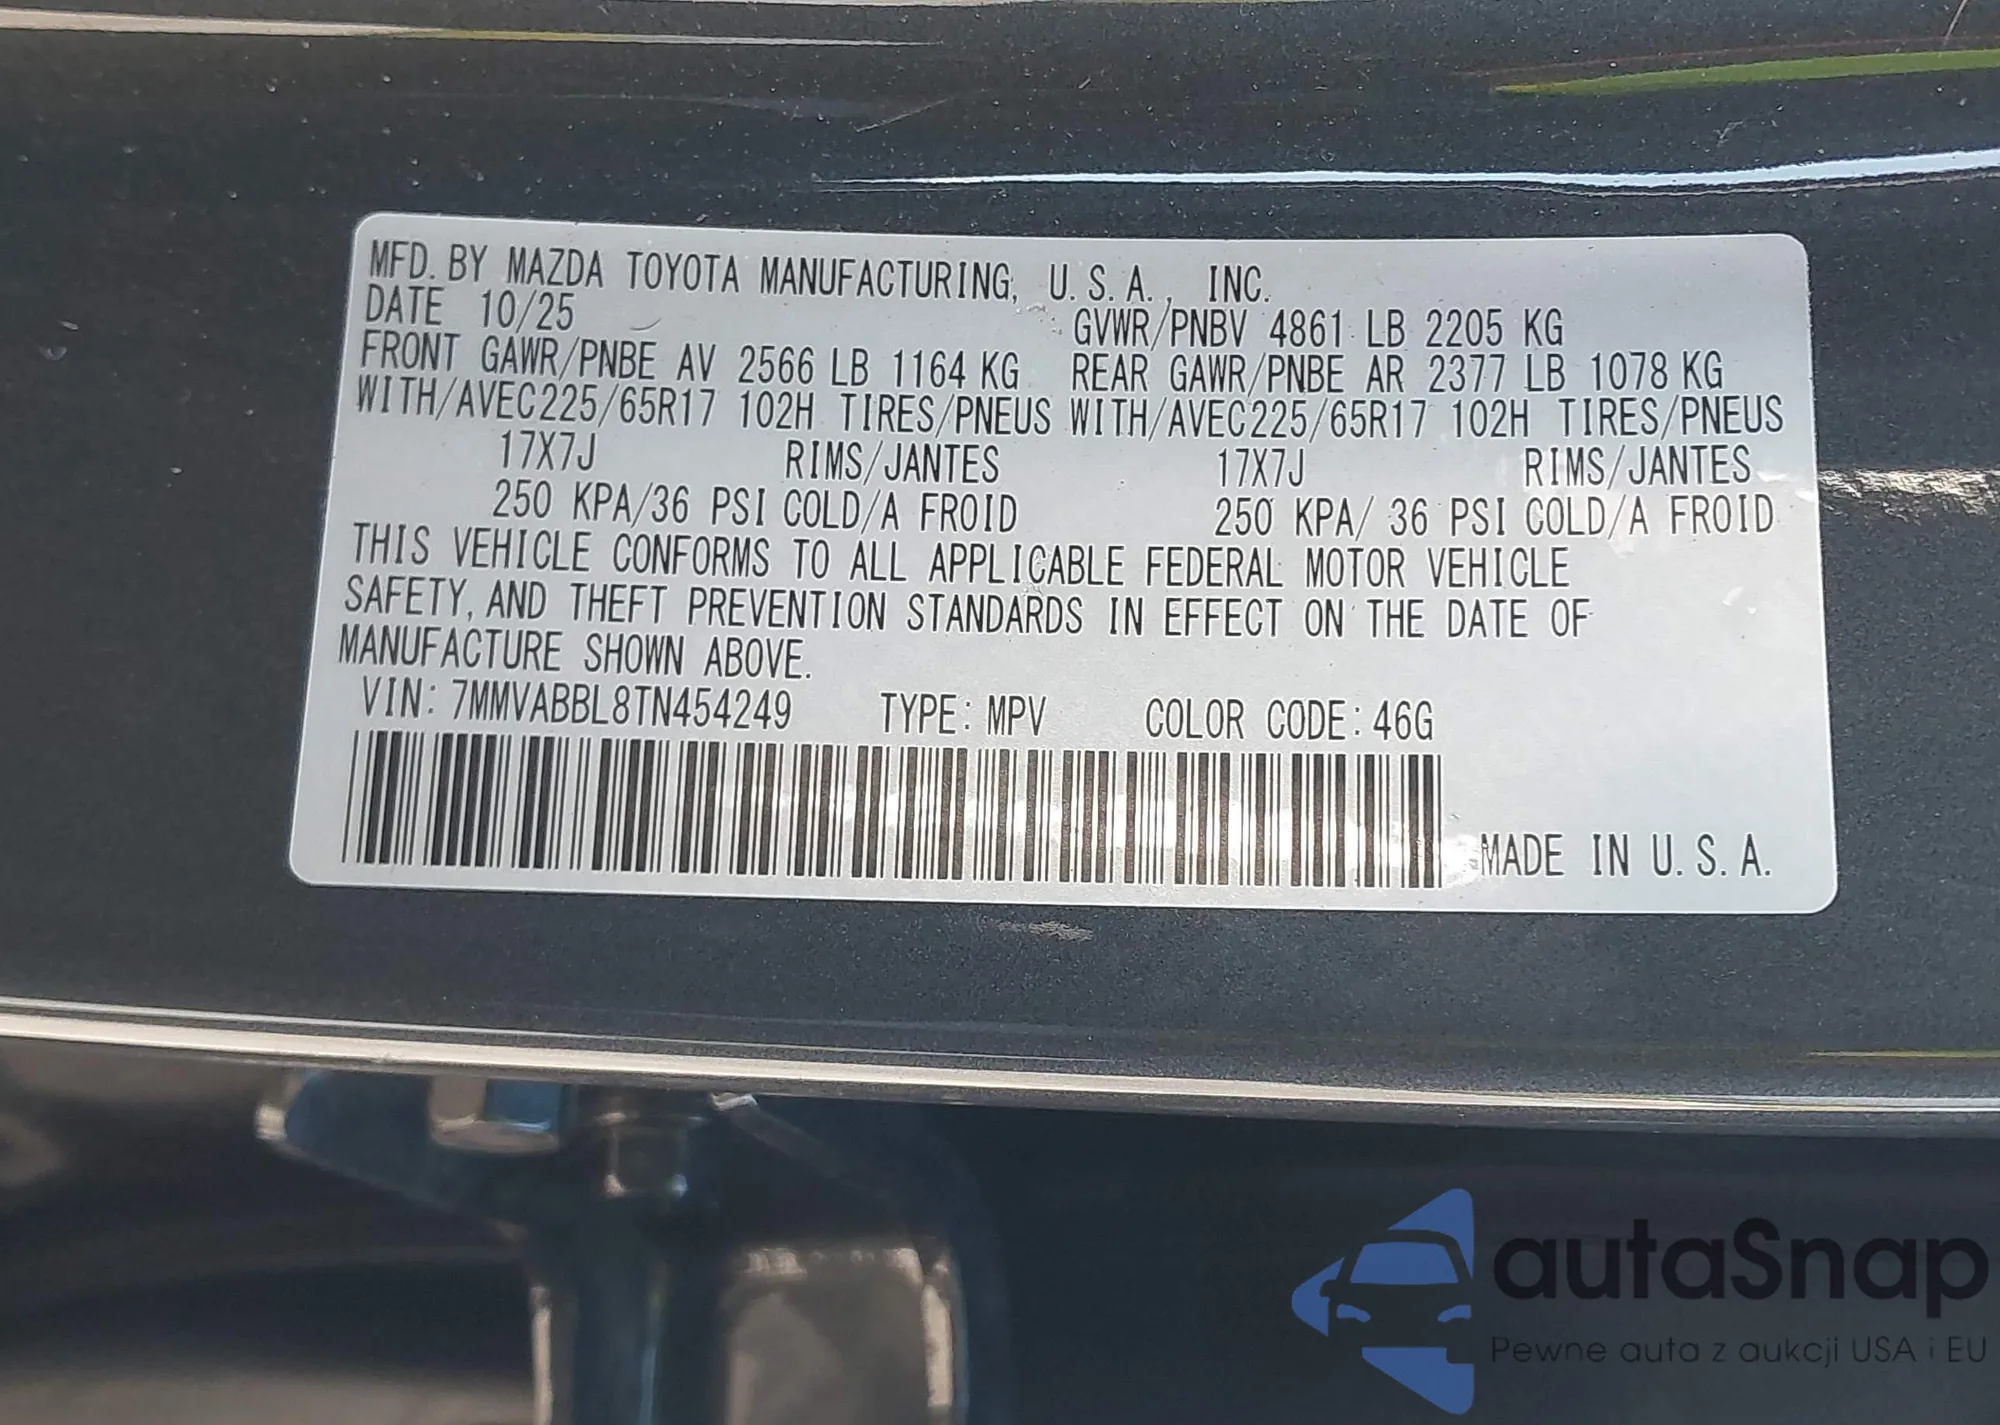 MFD. BY MAZDA TOYOTA MANUFACTURING, U.S.A., INC.
DATE 10/25 GVWR/PNBV 4861 LB 2205 KG
FRONT GAWR/PNBE AV 2566 LB 1164 KG REAR GAWR/PNBE AR 2377 LB 1078 KG
WITH/AVEC225/65R17 102H TIRES/PNEUS WITH/AVEC225/65R17 102H TIRES/PNEUS
17X7J RIMS/JANTES 17X7J RIMS/JANTES
250 KPA/36 PSI COLD/A FROID 250 KPA/ 36 PSI COLD/A FROID
THIS VEHICLE CONFORMS TO ALL APPLICABLE FEDERAL MOTOR VEHICLE
SAFETY, AND THEFT PREVENTION STANDARDS IN EFFECT ON THE DATE OF
MANUFACTURE SHOWN ABOVE.
VIN: 7MMVABBL8TN454249 TYPE: MPV COLOR CODE: 46G
MADE IN U.S.A.
autaSnap
Pewne auta z aukcji USA i EU